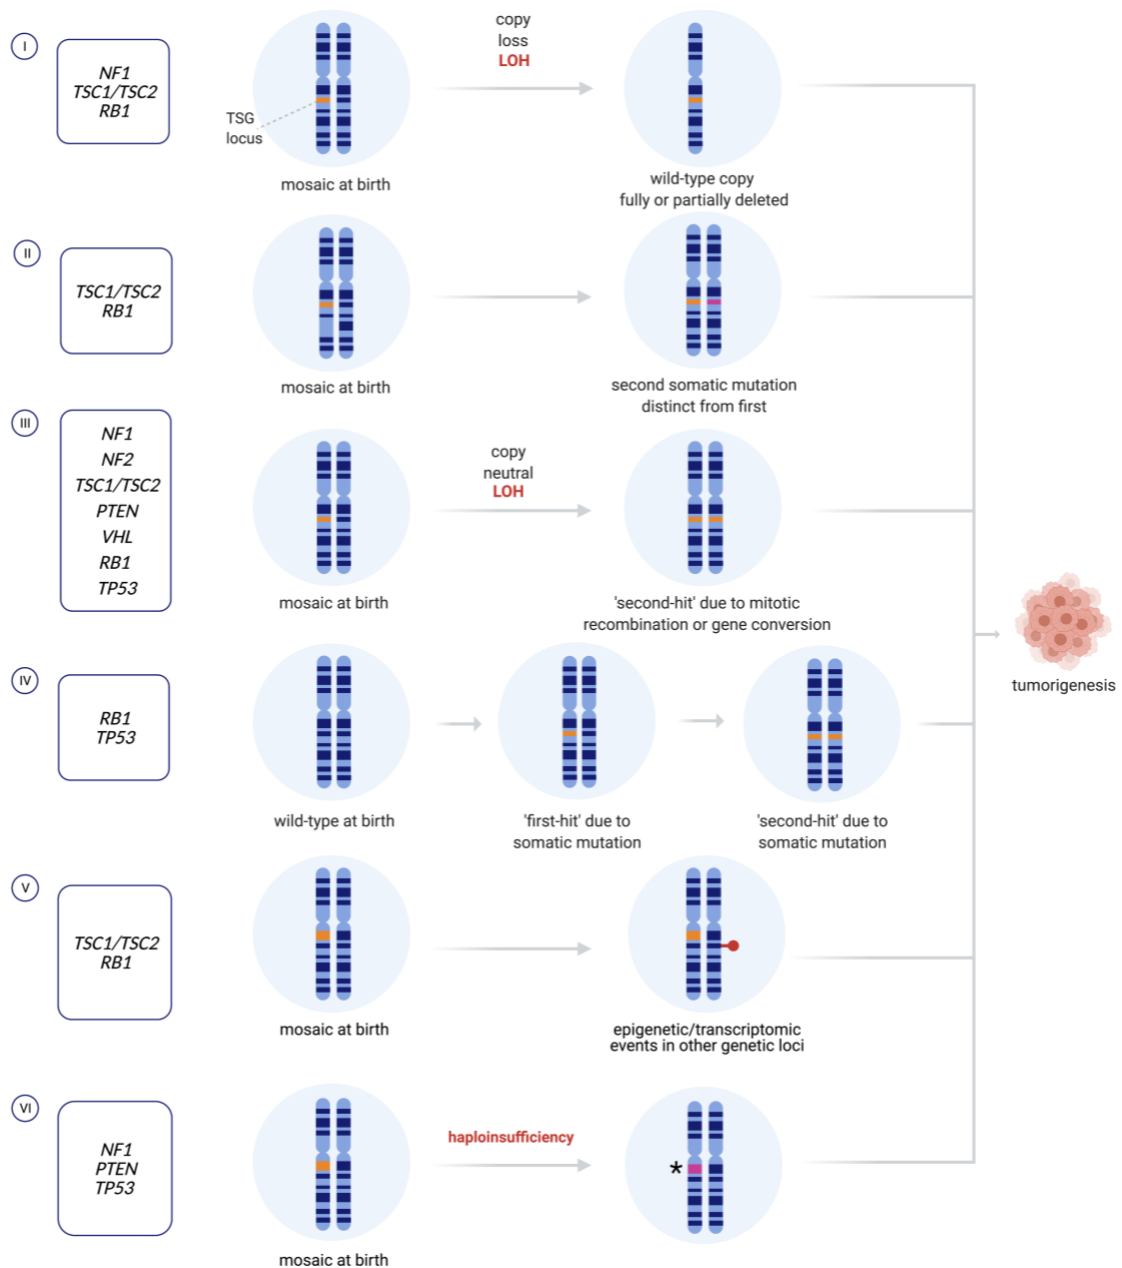 I
NF1
TSC1/TSC2
RB1
TSG
locus
mosaic at birth
copy
loss
LOH
wild-type copy
fully or partially deleted
II
TSC1/TSC2
RB1
mosaic at birth
second somatic mutation
distinct from first
III
NF1
NF2
TSC1/TSC2
PTEN
VHL
RB1
TP53
mosaic at birth
copy
neutral
LOH
'second-hit' due to mitotic
recombination or gene conversion
IV
RB1
TP53
wild-type at birth
'first-hit' due to
somatic mutation
'second-hit' due to
somatic mutation
tumorigenesis
V
TSC1/TSC2
RB1
mosaic at birth
epigenetic/transcriptomic
events in other genetic loci
VI
NF1
PTEN
TP53
mosaic at birth
haploinsufficiency
*